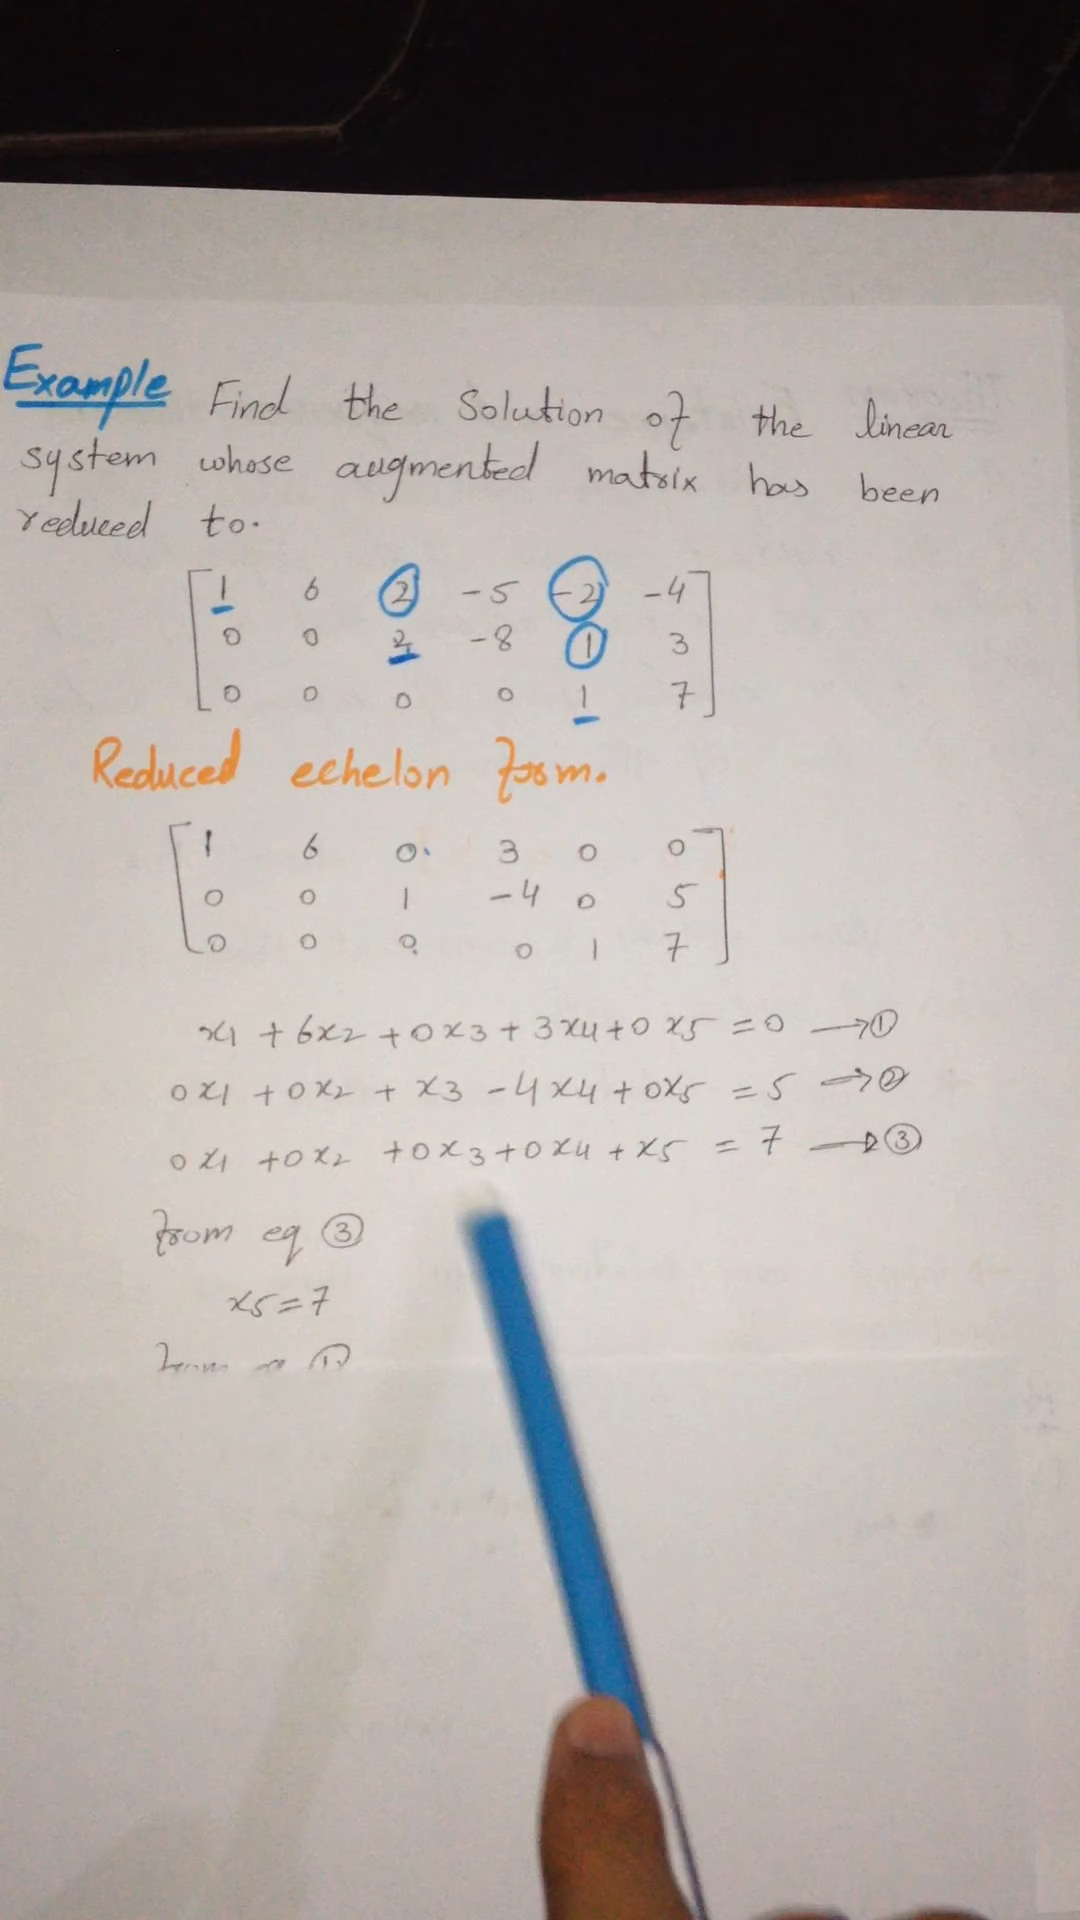 Example Find the Solution of the linear
system whose augmented matrix has been
reduced to.
1 6 2 -5 -2 -4
0 0 2 -8 1 3
0 0 0 0 1 7
Reduced echelon form.
1 6 0 3 0 0
0 0 1 -4 0 5
0 0 0 0 1 7
x1 + 6x2 + 0x3 + 3x4 + 0x5 = 0 → ①
0x1 + 0x2 + x3 - 4x4 + 0x5 = 5 → ②
0x1 + 0x2 + 0x3 + 0x4 + x5 = 7 → ③
from eq ③
x5 = 7